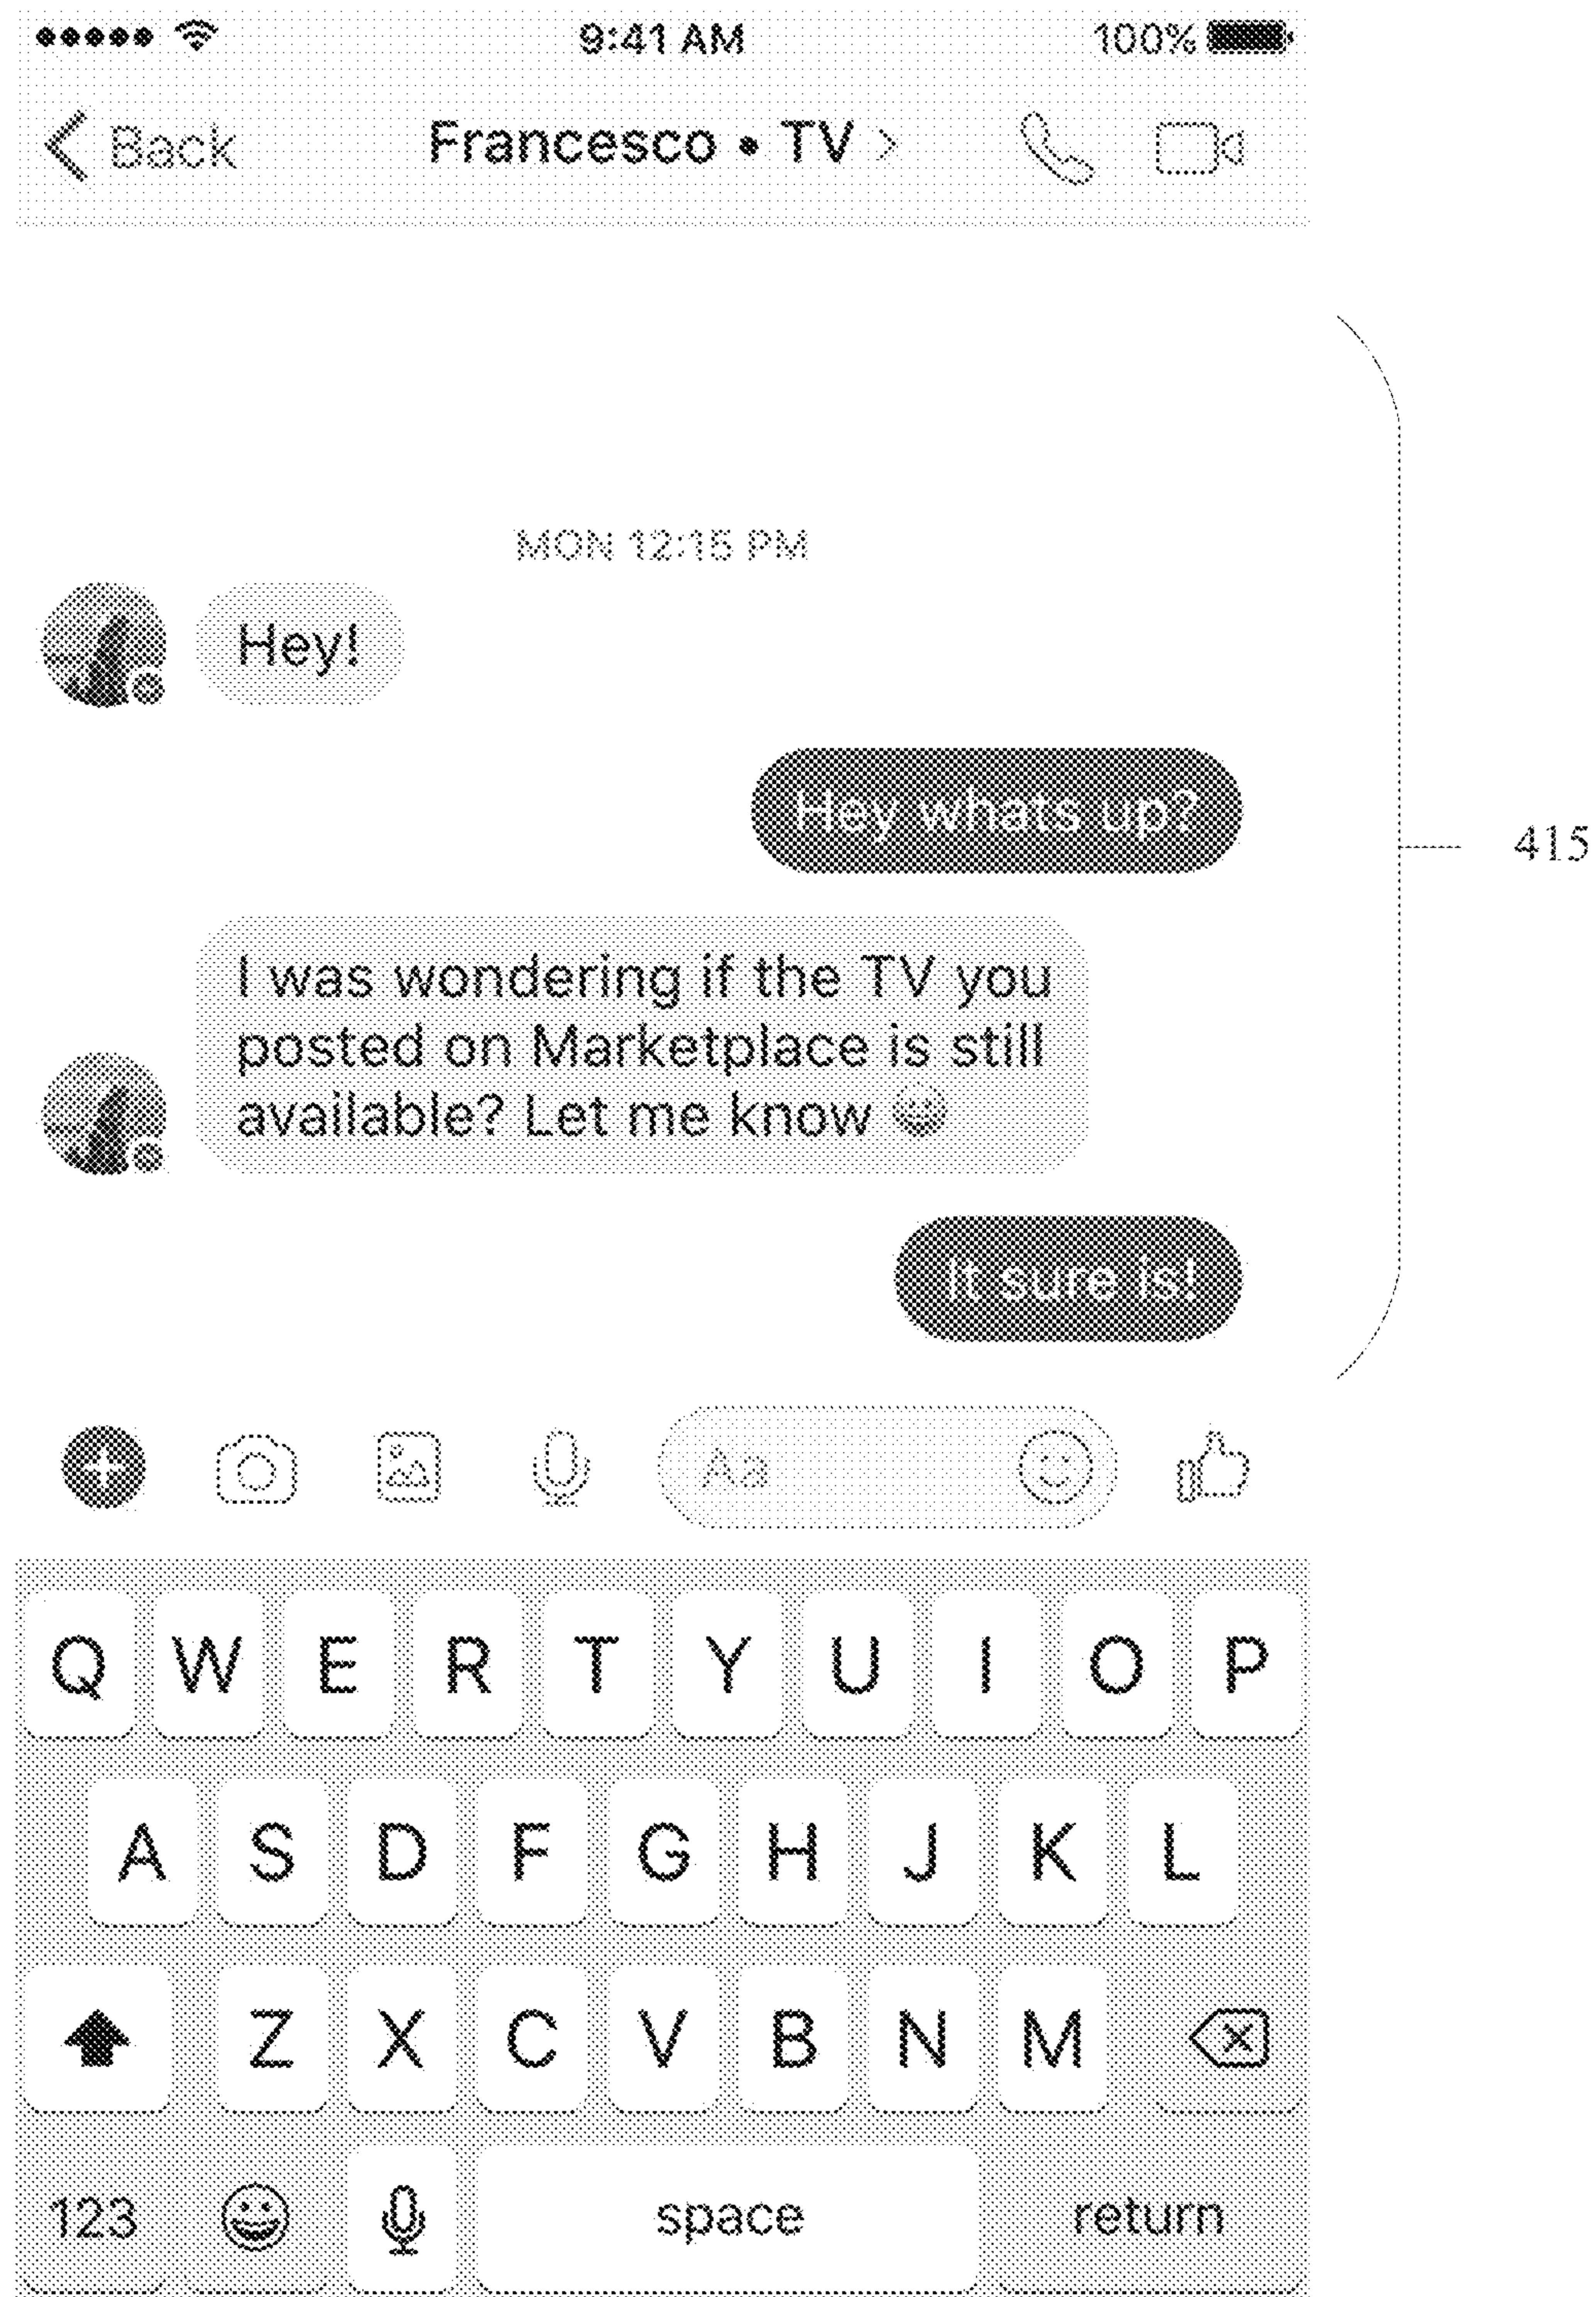 9:41 AM 100%
Back Francesco • TV
MON 12:15 PM
Hey!
Hey whats up?
415
I was wondering if the TV you
posted on Marketplace is still
available? Let me know 😀
It sure is!
Aa
Q W E R T Y U I O P
A S D F G H J K L
Z X C V B N M
123 space return